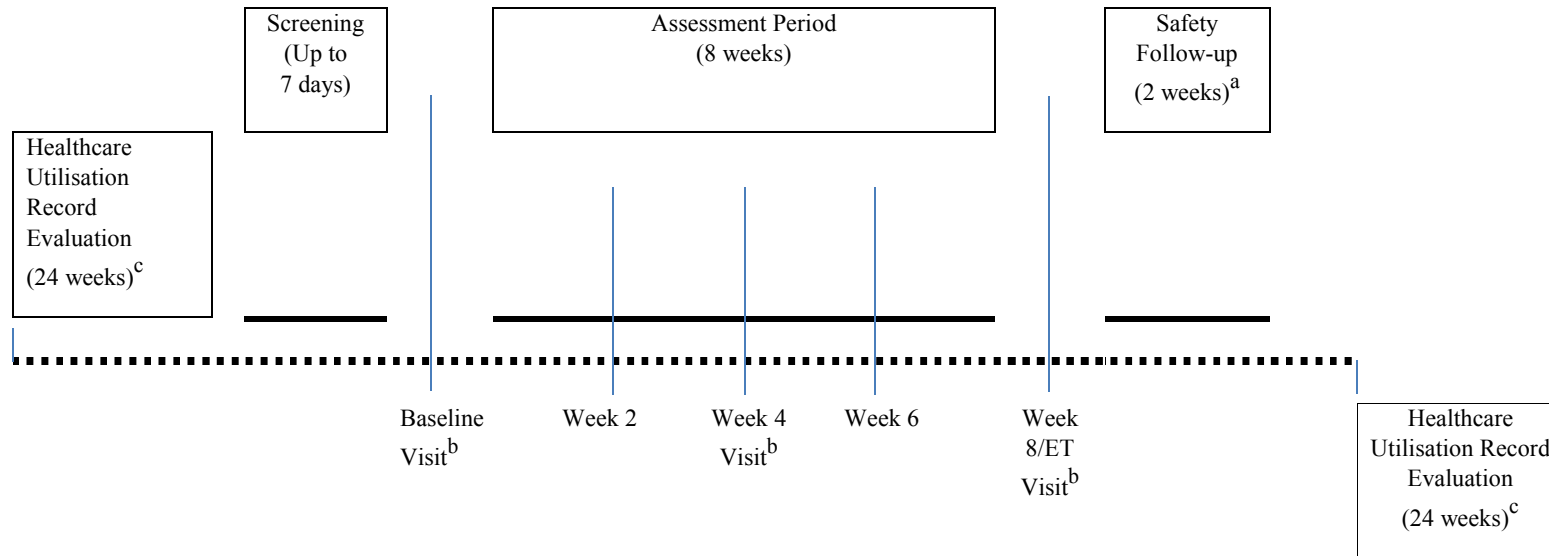 Screening
(Up to
7 days)
Assessment Period
(8 weeks)
Safety
Follow-up
(2 weeks)a
Healthcare
Utilisation
Record
Evaluation
(24 weeks)c
Baseline
Visitb
Week 2
Week 4
Visitb
Week 6
Week
8/ET
Visitb
Healthcare
Utilisation Record
Evaluation
(24 weeks)c